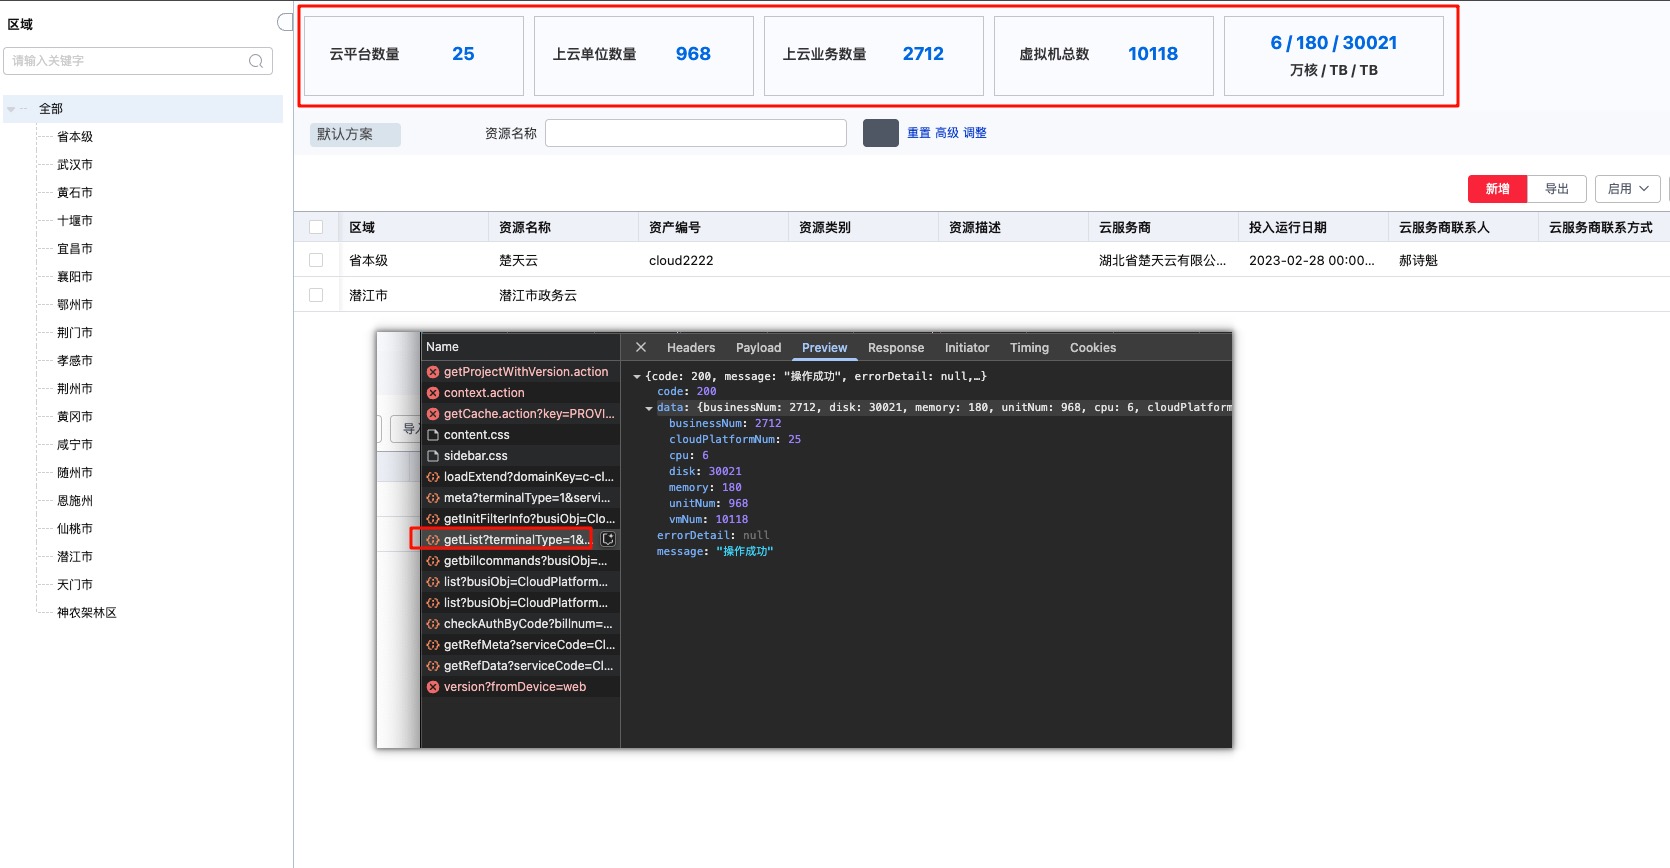 区域
请输入关键字
全部
省本级
武汉市
黄石市
十堰市
宜昌市
襄阳市
鄂州市
荆门市
孝感市
荆州市
黄冈市
咸宁市
随州市
恩施州
仙桃市
潜江市
天门市
神农架林区
云平台数量 25
上云单位数量 968
上云业务数量 2712
虚拟机总数 10118
6 / 180 / 30021
万核 / TB / TB
默认方案 资源名称 重置 高级 调整
新增 导出 启用
区域 资源名称 资产编号 资源类别 资源描述 云服务商 投入运行日期 云服务商联系人 云服务商联系方式
省本级 楚天云 cloud2222 湖北省楚天云有限公... 2023-02-28 00:00... 郝诗魁
潜江市 潜江市政务云
Name
getProjectWithVersion.action
context.action
getCache.action?key=PROVI...
content.css
sidebar.css
loadExtend?domainKey=c-cl...
meta?terminalType=1&servi...
getInitFilterInfo?busiObj=Clo...
getList?terminalType=1&...
getbillcommands?busiObj=...
list?busiObj=CloudPlatform...
list?busiObj=CloudPlatform...
checkAuthByCode?billnum=...
getRefMeta?serviceCode=Cl...
getRefData?serviceCode=Cl...
version?fromDevice=web
Headers Payload Preview Response Initiator Timing Cookies
{code: 200, message: "操作成功", errorDetail: null,…}
code: 200
data: {businessNum: 2712, disk: 30021, memory: 180, unitNum: 968, cpu: 6, cloudPlatform
businessNum: 2712
cloudPlatformNum: 25
cpu: 6
disk: 30021
memory: 180
unitNum: 968
vmNum: 10118
errorDetail: null
message: "操作成功"